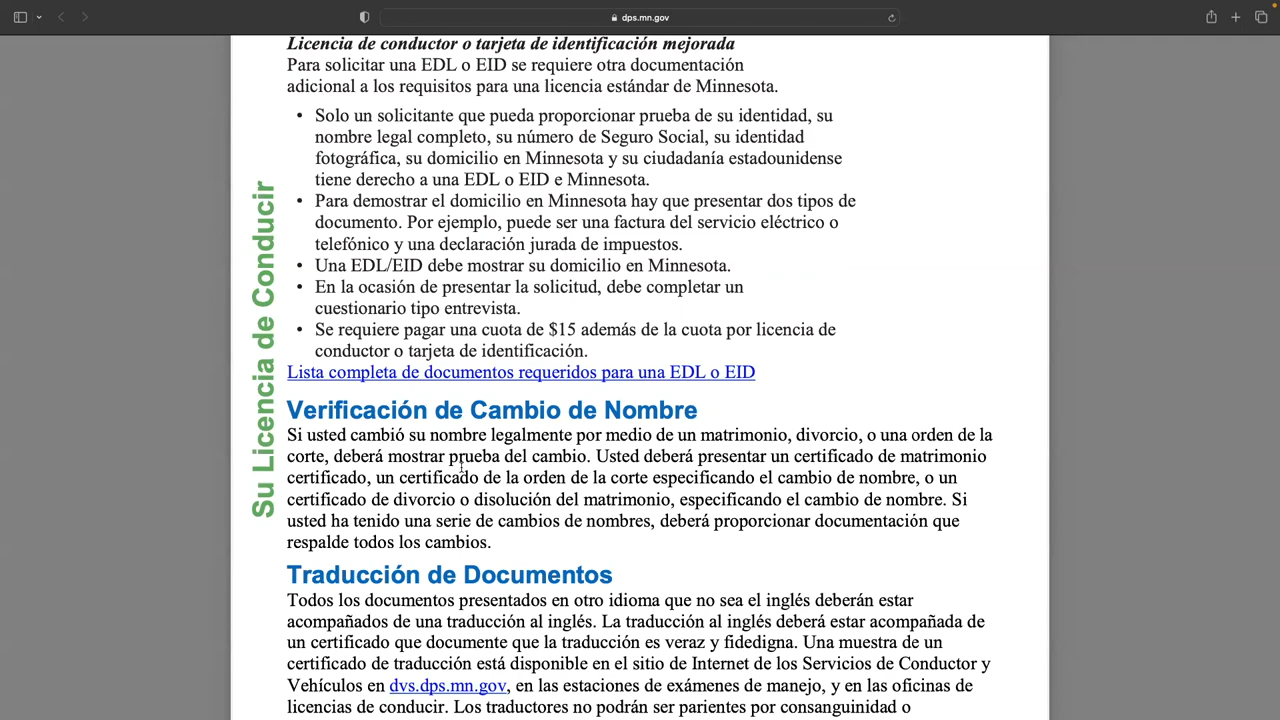 dps.mn.gov
Licencia de conductor o tarjeta de identificación mejorada
Para solicitar una EDL o EID se requiere otra documentación
adicional a los requisitos para una licencia estándar de Minnesota.
• Solo un solicitante que pueda proporcionar prueba de su identidad, su
nombre legal completo, su número de Seguro Social, su identidad
fotográfica, su domicilio en Minnesota y su ciudadanía estadounidense
tiene derecho a una EDL o EID e Minnesota.
• Para demostrar el domicilio en Minnesota hay que presentar dos tipos de
documento. Por ejemplo, puede ser una factura del servicio eléctrico o
telefónico y una declaración jurada de impuestos.
• Una EDL/EID debe mostrar su domicilio en Minnesota.
• En la ocasión de presentar la solicitud, debe completar un
cuestionario tipo entrevista.
• Se requiere pagar una cuota de $15 además de la cuota por licencia de
conductor o tarjeta de identificación.
Lista completa de documentos requeridos para una EDL o EID
Su Licencia de Conducir
Verificación de Cambio de Nombre
Si usted cambió su nombre legalmente por medio de un matrimonio, divorcio, o una orden de la
corte, deberá mostrar prueba del cambio. Usted deberá presentar un certificado de matrimonio
certificado, un certificado de la orden de la corte especificando el cambio de nombre, o un
certificado de divorcio o disolución del matrimonio, especificando el cambio de nombre. Si
usted ha tenido una serie de cambios de nombres, deberá proporcionar documentación que
respalde todos los cambios.
Traducción de Documentos
Todos los documentos presentados en otro idioma que no sea el inglés deberán estar
acompañados de una traducción al inglés. La traducción al inglés deberá estar acompañada de
un certificado que documente que la traducción es veraz y fidedigna. Una muestra de un
certificado de traducción está disponible en el sitio de Internet de los Servicios de Conductor y
Vehículos en dvs.dps.mn.gov, en las estaciones de exámenes de manejo, y en las oficinas de
licencias de conducir. Los traductores no podrán ser parientes por consanguinidad o